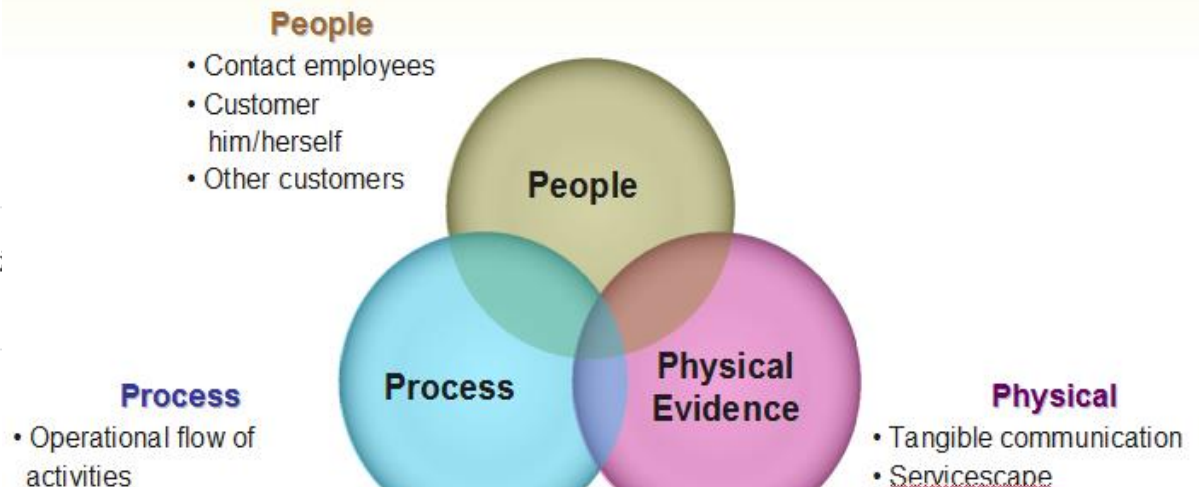 People
• Contact employees
• Customer
him/herself
• Other customers
People
Process
Physical
Evidence
Process
• Operational flow of
activities
Physical
• Tangible communication
• Servicescape